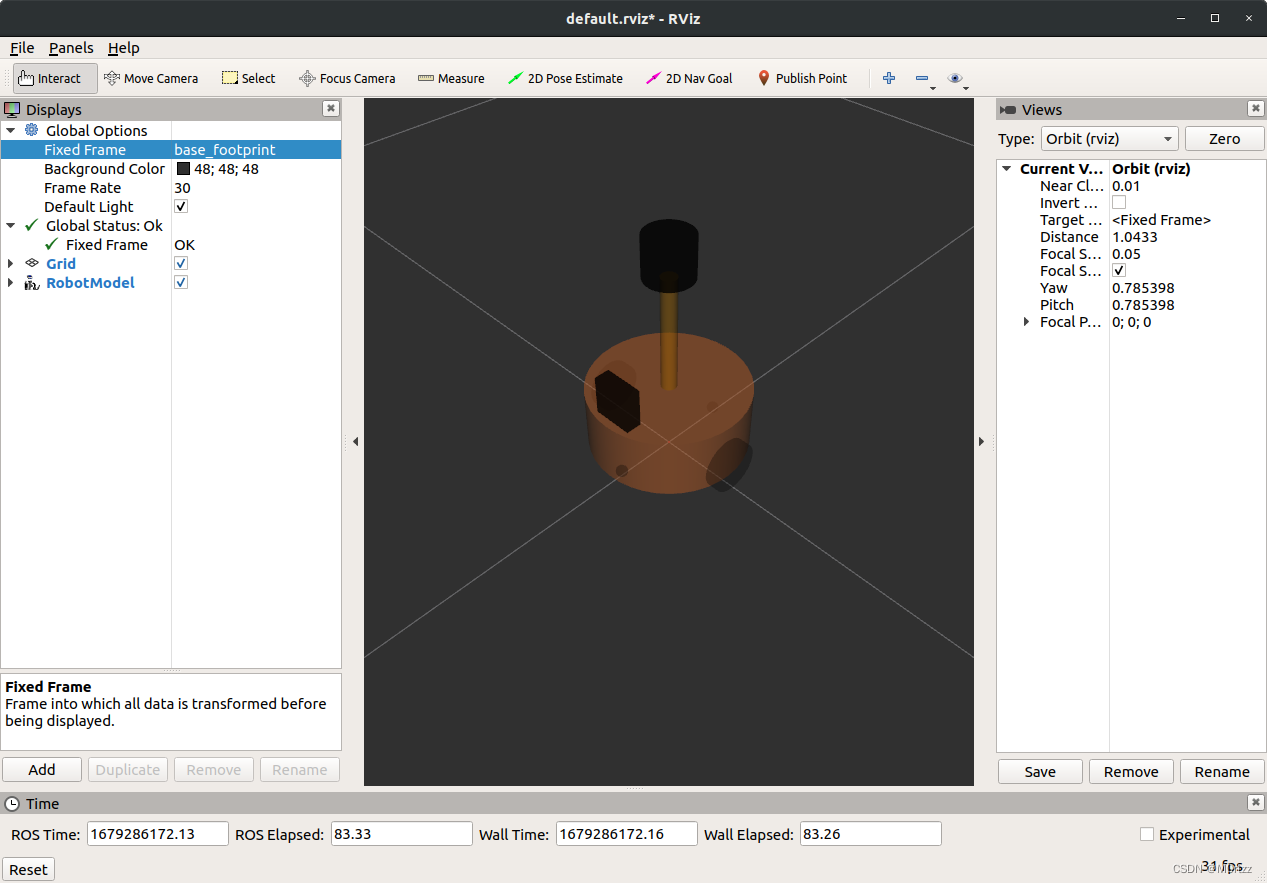 default.rviz* - RViz
File Panels Help
Interact Move Camera Select Focus Camera Measure 2D Pose Estimate 2D Nav Goal Publish Point
Displays
Global Options
Fixed Frame base_footprint
Background Color 48; 48; 48
Frame Rate 30
Default Light
Global Status: Ok
Fixed Frame OK
Grid
RobotModel
Fixed Frame
Frame into which all data is transformed before
being displayed.
Add Duplicate Remove Rename
Views
Type: Orbit (rviz) Zero
Current V... Orbit (rviz)
Near Cl... 0.01
Invert ...
Target ... <Fixed Frame>
Distance 1.0433
Focal S... 0.05
Focal S...
Yaw 0.785398
Pitch 0.785398
Focal P... 0; 0; 0
Save Remove Rename
Time
ROS Time: 1679286172.13 ROS Elapsed: 83.33 Wall Time: 1679286172.16 Wall Elapsed: 83.26 Experimental
Reset 31 fps
CSDN